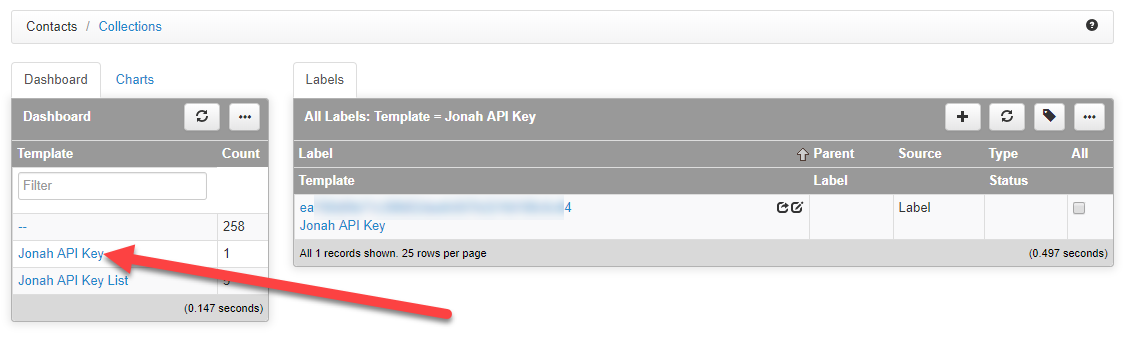 Contacts / Collections
Dashboard Charts
Dashboard
Template Count
Filter
-- 258
Jonah API Key 1
Jonah API Key List
(0.147 seconds)
Labels
All Labels: Template = Jonah API Key
Label Parent Source Type All
Template Label Status
ea 4 Label
Jonah API Key
All 1 records shown. 25 rows per page (0.497 seconds)